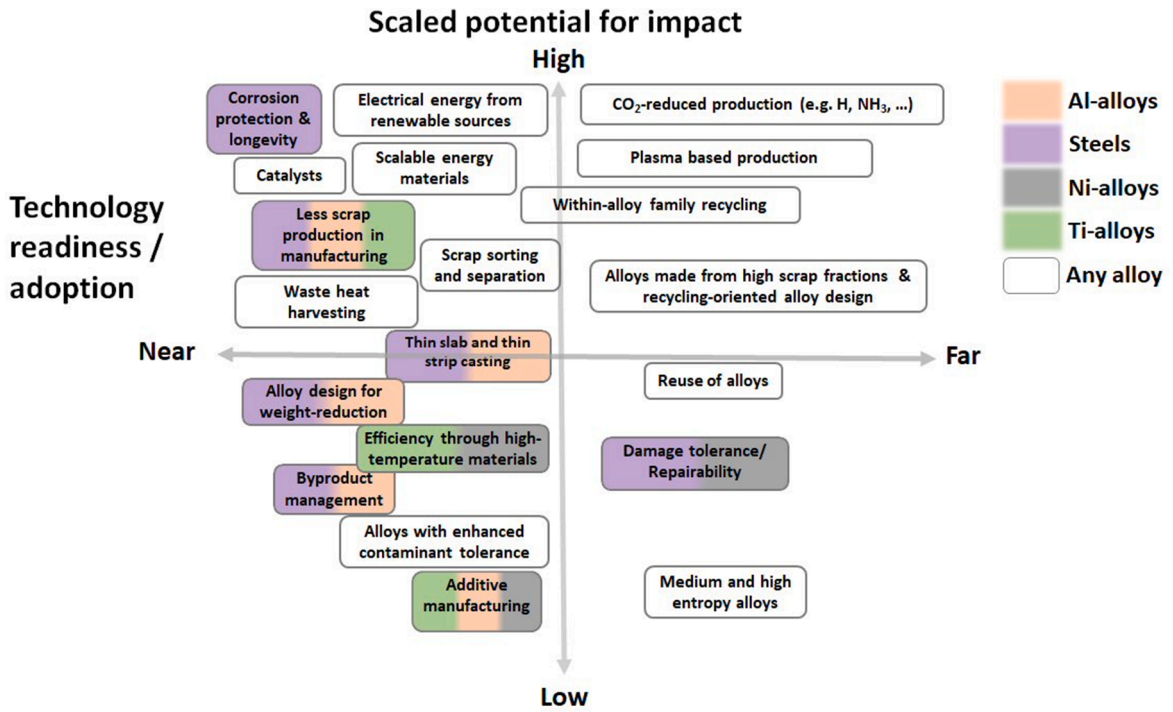 Scaled potential for impact
High
Corrosion
protection &
longevity
Electrical energy from
renewable sources
CO₂-reduced production (e.g. H, NH₃, ...)
Al-alloys
Steels
Ni-alloys
Ti-alloys
Any alloy
Catalysts
Scalable energy
materials
Plasma based production
Technology
readiness /
adoption
Less scrap
production in
manufacturing
Within-alloy family recycling
Scrap sorting
and separation
Waste heat
harvesting
Alloys made from high scrap fractions &
recycling-oriented alloy design
Near
Thin slab and thin
strip casting
Far
Reuse of alloys
Alloy design for
weight-reduction
Efficiency through high-
temperature materials
Damage tolerance/
Repairability
Byproduct
management
Alloys with enhanced
contaminant tolerance
Additive
manufacturing
Medium and high
entropy alloys
Low